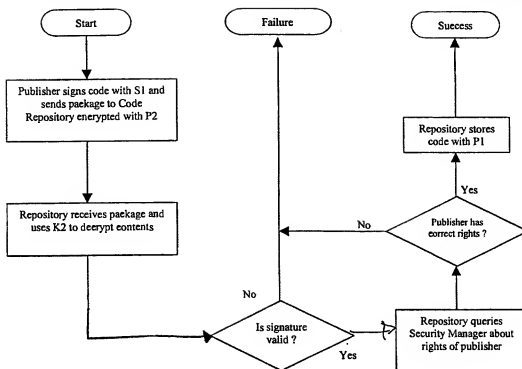 Start
Failure
Success
Publisher signs code with S1 and
sends package to Code
Repository encrypted with P2
Repository stores
code with P1
Yes
Repository receives package and
uses K2 to decrypt contents
No
Publisher has
correct rights ?
No
Is signature
valid ?
Yes
Repository queries
Security Manager about
rights of publisher